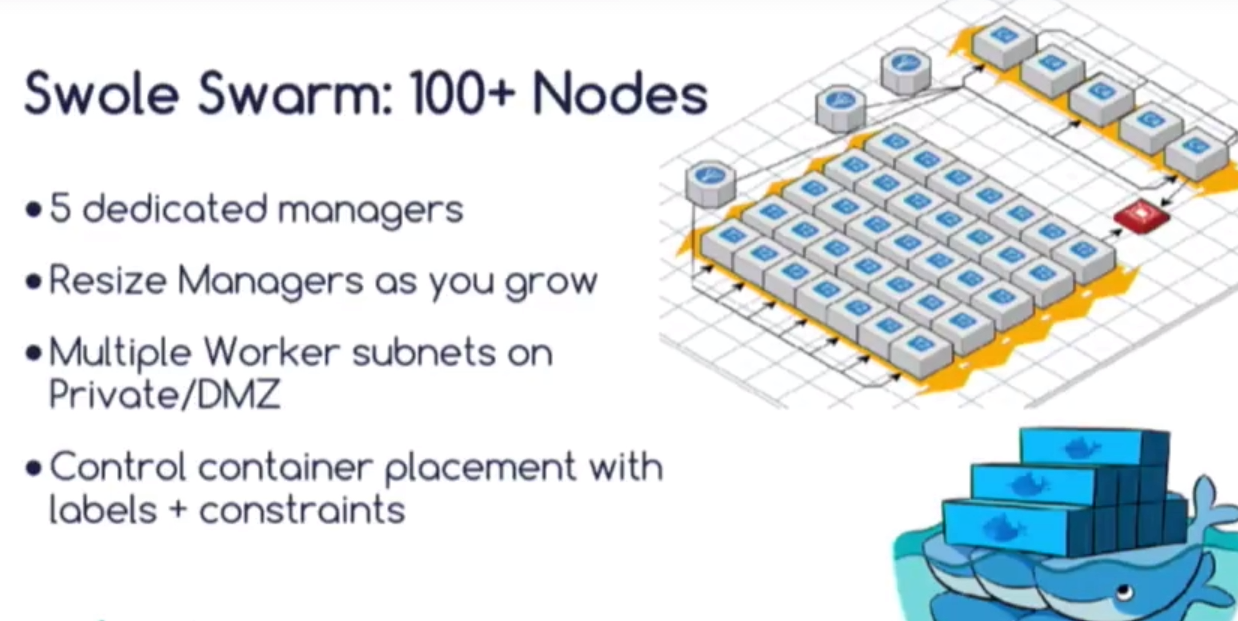 Swole Swarm: 100+ Nodes
•5 dedicated managers
•Resize Managers as you grow
•Multiple Worker subnets on
Private/DMZ
•Control container placement with
labels + constraints